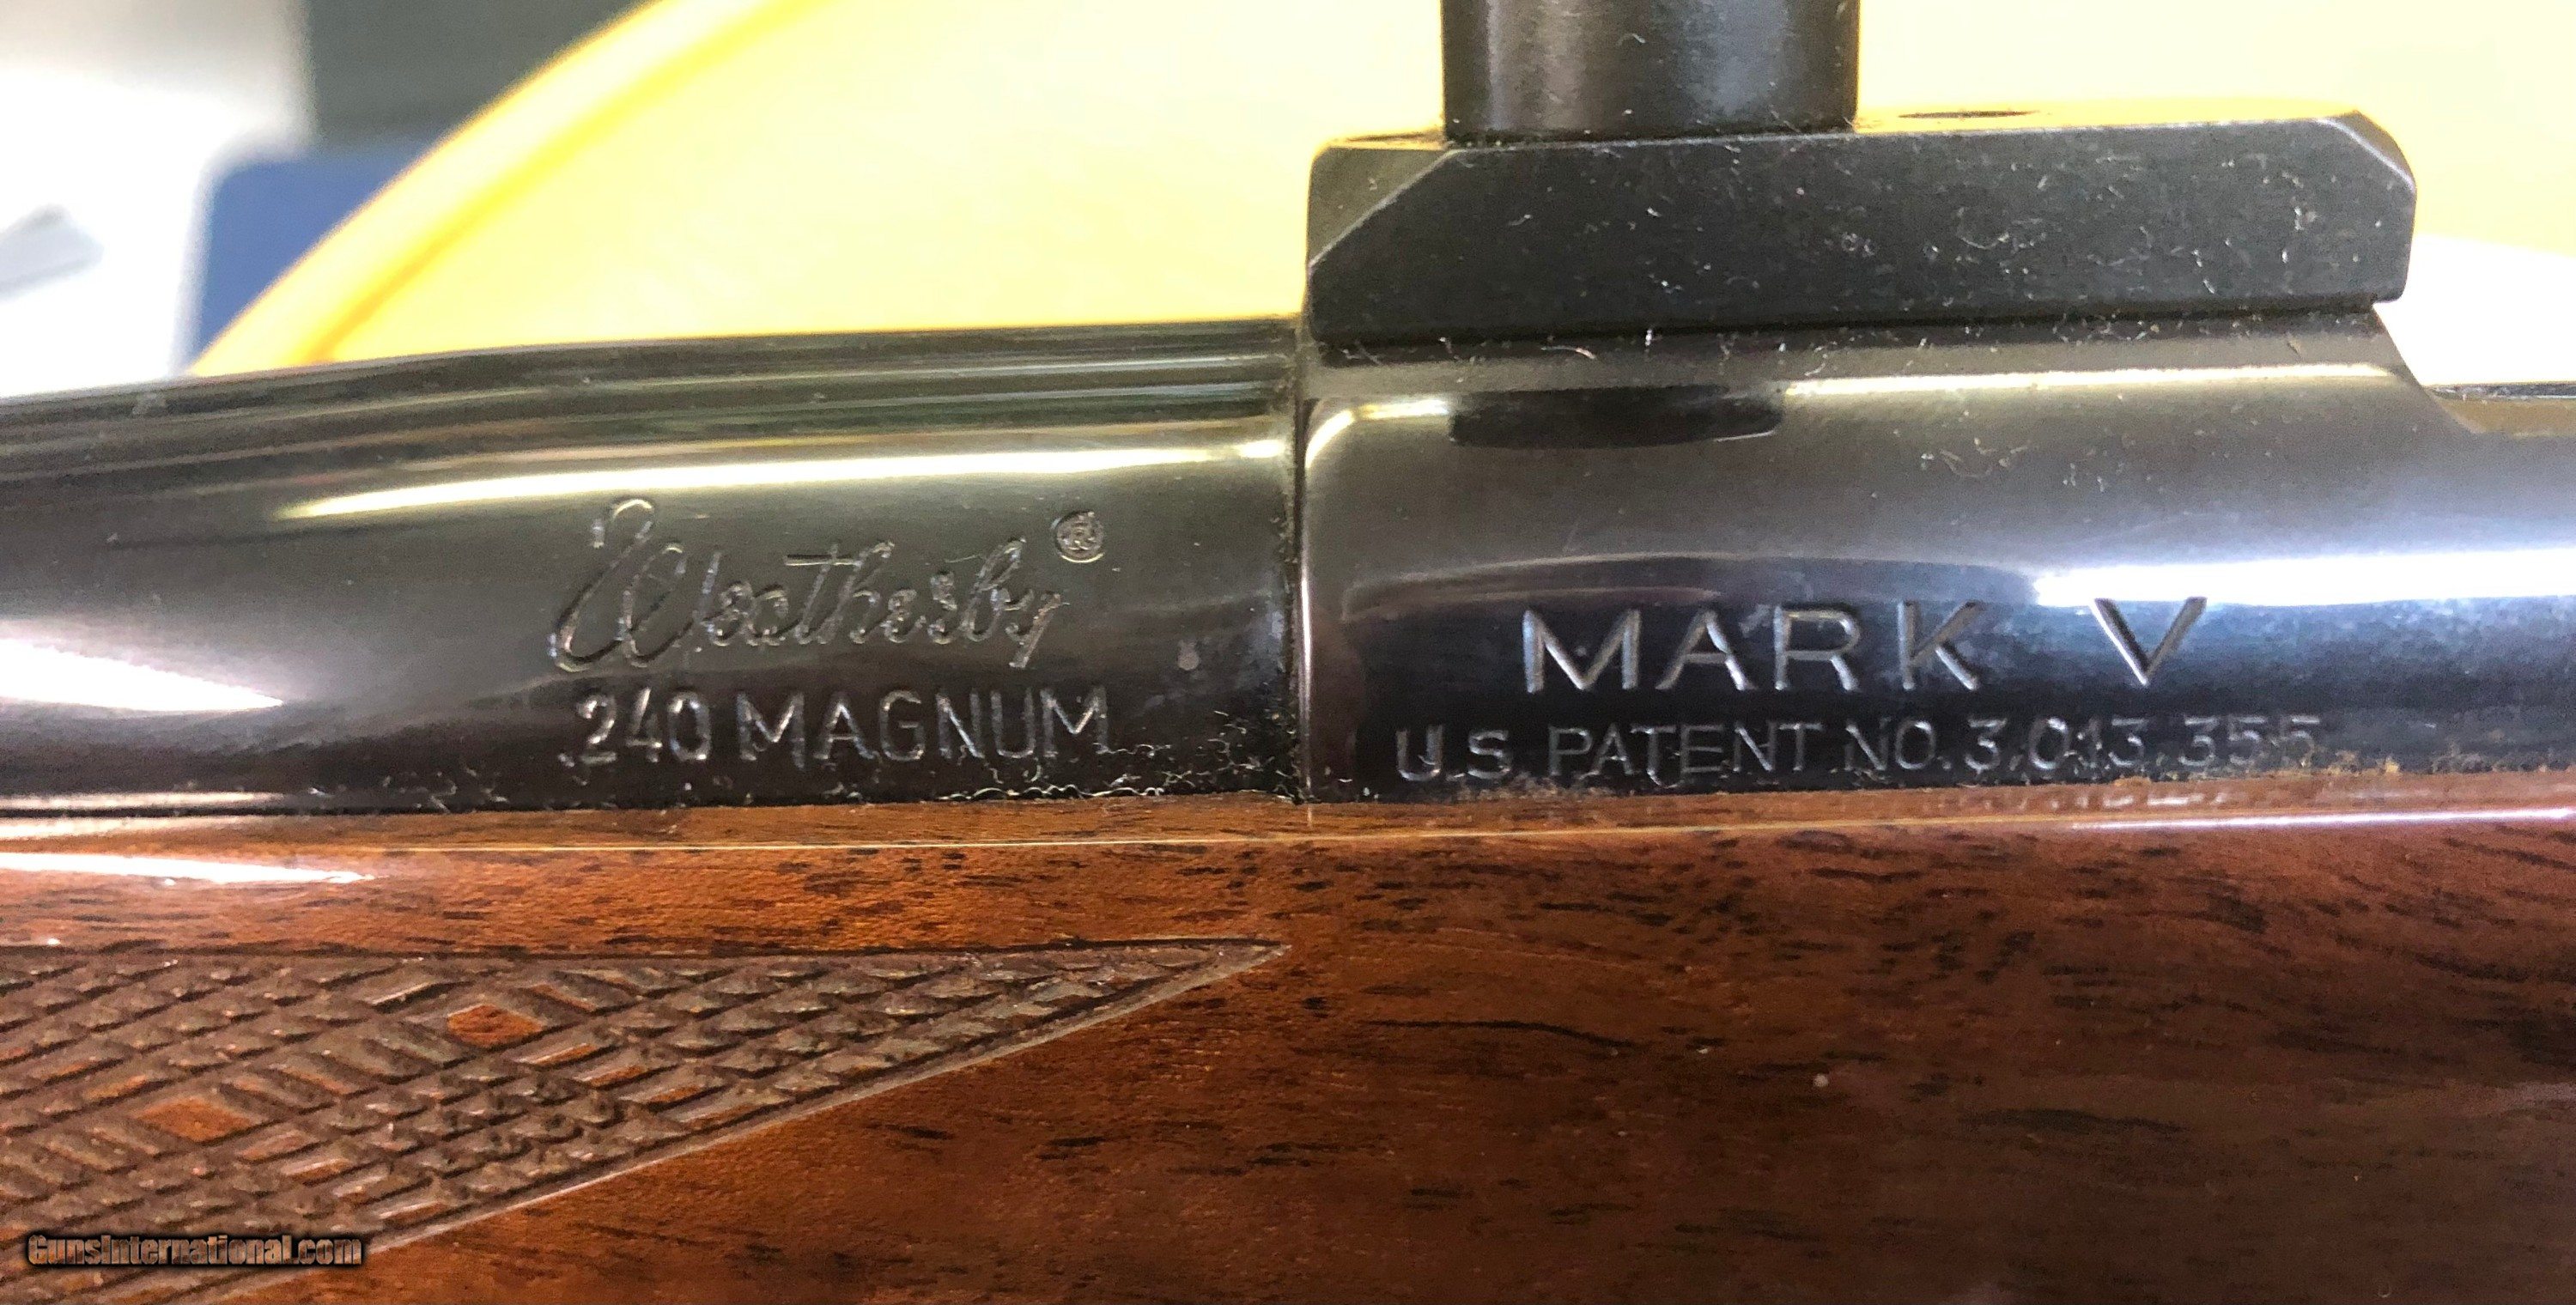 Weatherby®
.240 MAGNUM
MARK V
U.S. PATENT NO. 3,013,355
GunsInternational.com